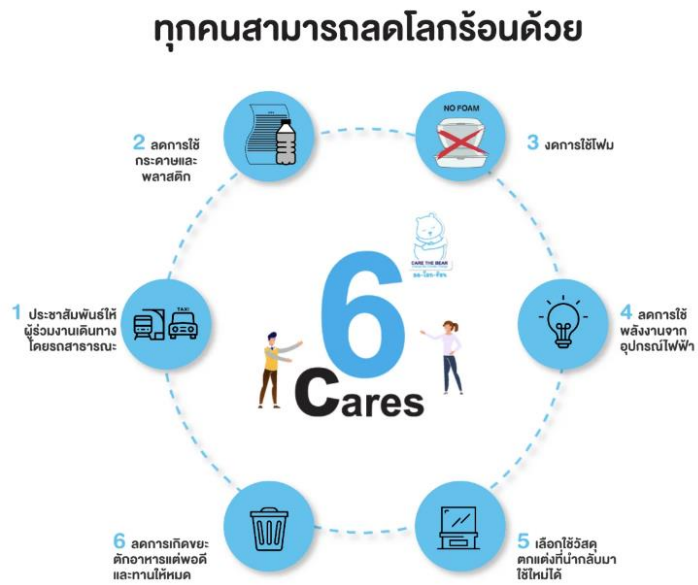 ทุกคนสามารถลดโลกร้อนด้วย
1 ประชาสัมพันธ์ให้
ผู้ร่วมงานเดินทาง
โดยรถสาธารณะ
TAXI
2 ลดการใช้
กระดาษและ
พลาสติก
NO FOAM
3 งดการใช้โฟม
4 ลดการใช้
พลังงานจาก
อุปกรณ์ไฟฟ้า
5 เลือกใช้วัสดุ
ตกแต่งที่นำกลับมา
ใช้ใหม่ได้
6 ลดการเกิดขยะ
ตักอาหารแต่พอดี
และทานให้หมด
CARE THE BEAR
ลด-โลก-ร้อน
6
Cares